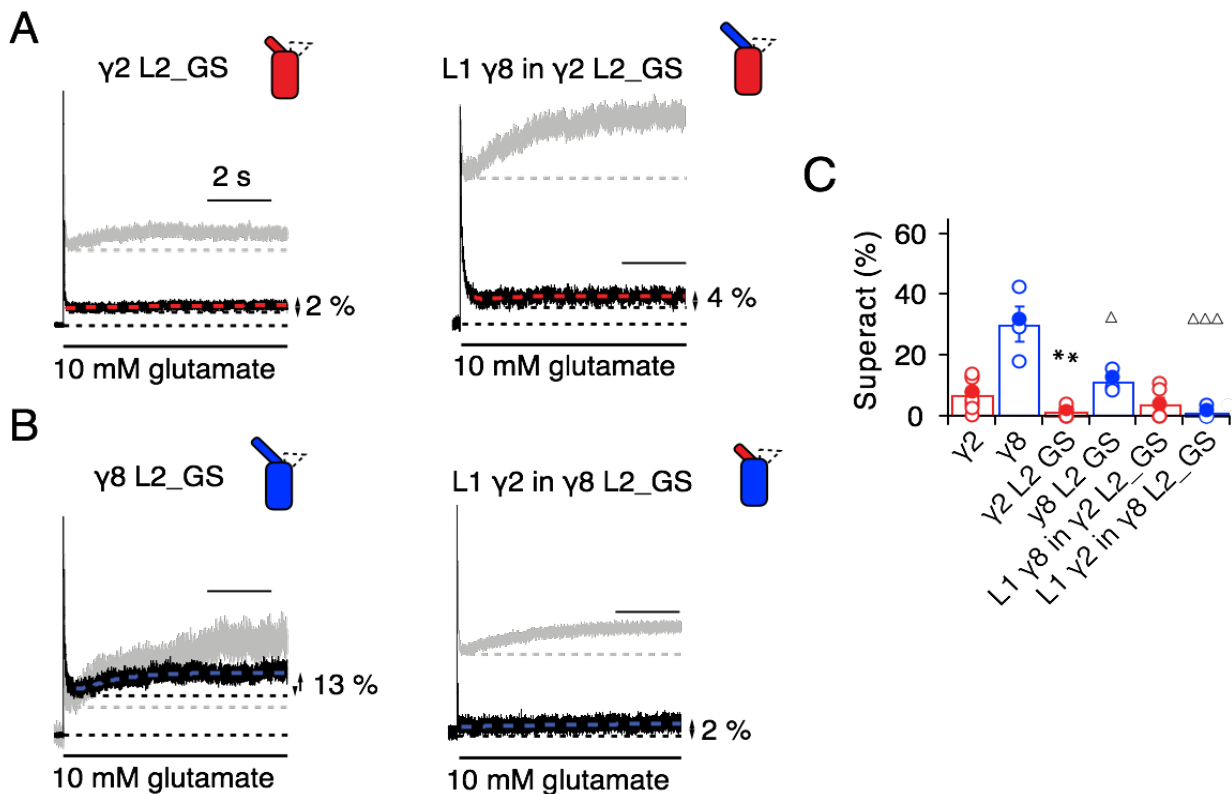 A
γ2 L2_GS
2 s
2 %
10 mM glutamate
L1 γ8 in γ2 L2_GS
4 %
10 mM glutamate
B
γ8 L2_GS
13 %
10 mM glutamate
L1 γ2 in γ8 L2_GS
2 %
10 mM glutamate
C
Superact (%)
60
40
20
0
**
△
△△△
γ2
γ8
γ2 L2 GS
y8 L2 GS
L1 γ8 in γ2 L2_GS
L1 γ2 in γ8 L2_GS